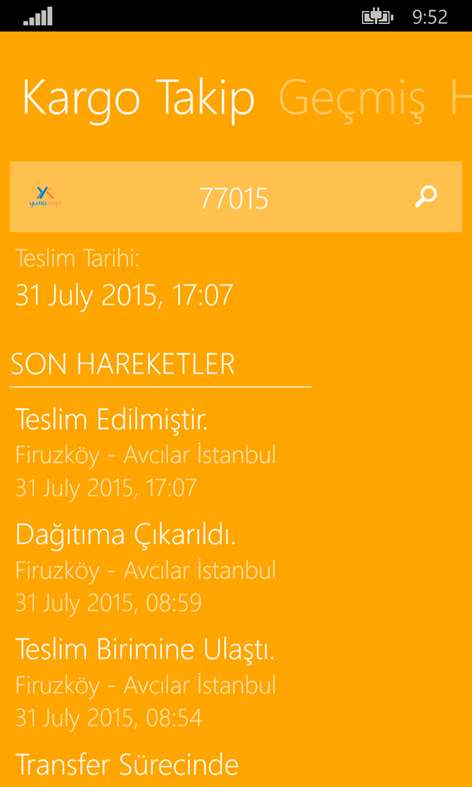 9:52
Kargo Takip Geçmiş H
77015
Teslim Tarihi:
31 July 2015, 17:07
SON HAREKETLER
Teslim Edilmiştir.
Firuzköy - Avcılar İstanbul
31 July 2015, 17:07
Dağıtıma Çıkarıldı.
Firuzköy - Avcılar İstanbul
31 July 2015, 08:59
Teslim Birimine Ulaştı.
Firuzköy - Avcılar İstanbul
31 July 2015, 08:54
Transfer Sürecinde